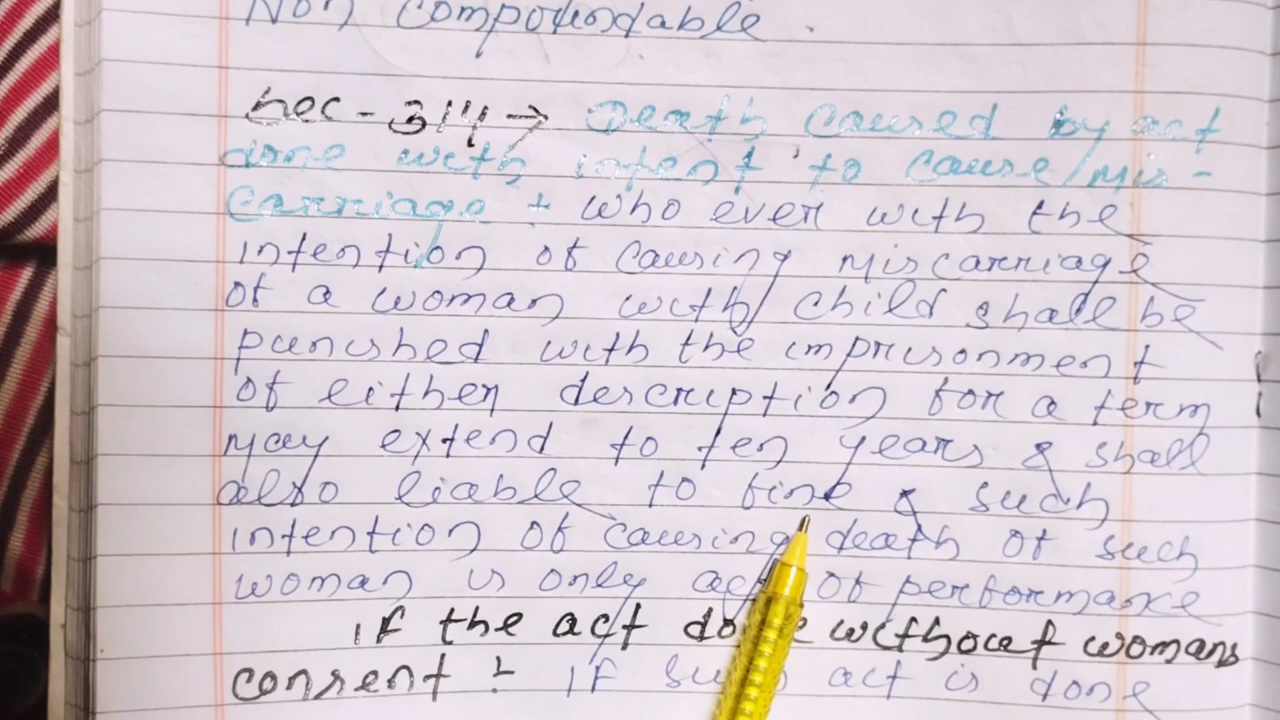 Non Compoundable.
Sec-314→ Death caused by act
done with intent to cause/mis-
carriage ÷ who ever with the
intention of causing miscarriage
of a woman with child shall be
punished with the imprisonment
of either description for a term
may extend to ten years & shall
also liable to fine & such
intention of causing death of such
woman is only act of performance
if the act done without womans
consent ÷ If such act is done